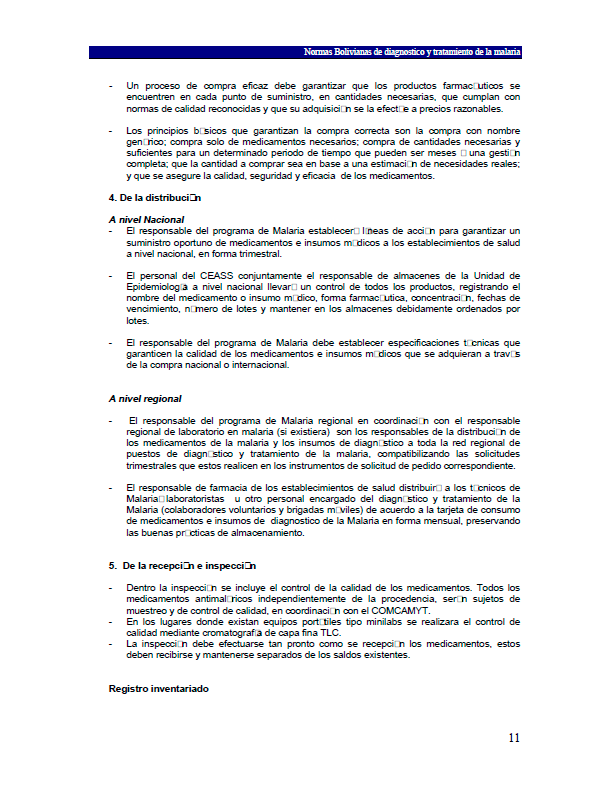 Normas Bolivianas de diagnostico y tratamiento de la malaria
- Un proceso de compra eficaz debe garantizar que los productos farmac□uticos se
encuentren en cada punto de suministro, en cantidades necesarias, que cumplan con
normas de calidad reconocidas y que su adquisici□n se la efect□e a precios razonables.
- Los principios b□sicos que garantizan la compra correcta son la compra con nombre
gen□rico; compra solo de medicamentos necesarios; compra de cantidades necesarias y
suficientes para un determinado periodo de tiempo que pueden ser meses □ una gesti□n
completa; que la cantidad a comprar sea en base a una estimaci□n de necesidades reales;
y que se asegure la calidad, seguridad y eficacia de los medicamentos.
4. De la distribuci□n
A nivel Nacional
- El responsable del programa de Malaria establecer□ l□neas de acci□n para garantizar un
suministro oportuno de medicamentos e insumos m□dicos a los establecimientos de salud
a nivel nacional, en forma trimestral.
- El personal del CEASS conjuntamente el responsable de almacenes de la Unidad de
Epidemiolog□a a nivel nacional llevar□ un control de todos los productos, registrando el
nombre del medicamento o insumo m□dico, forma farmac□utica, concentraci□n, fechas de
vencimiento, n□mero de lotes y mantener en los almacenes debidamente ordenados por
lotes.
- El responsable del programa de Malaria debe establecer especificaciones t□cnicas que
garanticen la calidad de los medicamentos e insumos m□dicos que se adquieran a trav□s
de la compra nacional o internacional.
A nivel regional
- El responsable del programa de Malaria regional en coordinaci□n con el responsable
regional de laboratorio en malaria (si existiera) son los responsables de la distribuci□n de
los medicamentos de la malaria y los insumos de diagn□stico a toda la red regional de
puestos de diagn□stico y tratamiento de la malaria, compatibilizando las solicitudes
trimestrales que estos realicen en los instrumentos de solicitud de pedido correspondiente.
- El responsable de farmacia de los establecimientos de salud distribuir□ a los t□cnicos de
Malaria□ laboratoristas u otro personal encargado del diagn□stico y tratamiento de la
Malaria (colaboradores voluntarios y brigadas m□viles) de acuerdo a la tarjeta de consumo
de medicamentos e insumos de diagnostico de la Malaria en forma mensual, preservando
las buenas pr□cticas de almacenamiento.
5. De la recepci□n e inspecci□n
- Dentro la inspecci□n se incluye el control de la calidad de los medicamentos. Todos los
medicamentos antimal□ricos independientemente de la procedencia, ser□n sujetos de
muestreo y de control de calidad, en coordinaci□n con el COMCAMYT.
- En los lugares donde existan equipos port□tiles tipo minilabs se realizara el control de
calidad mediante cromatograf□a de capa fina TLC.
- La inspecci□n debe efectuarse tan pronto como se recepci□n los medicamentos, estos
deben recibirse y mantenerse separados de los saldos existentes.
Registro inventariado
11